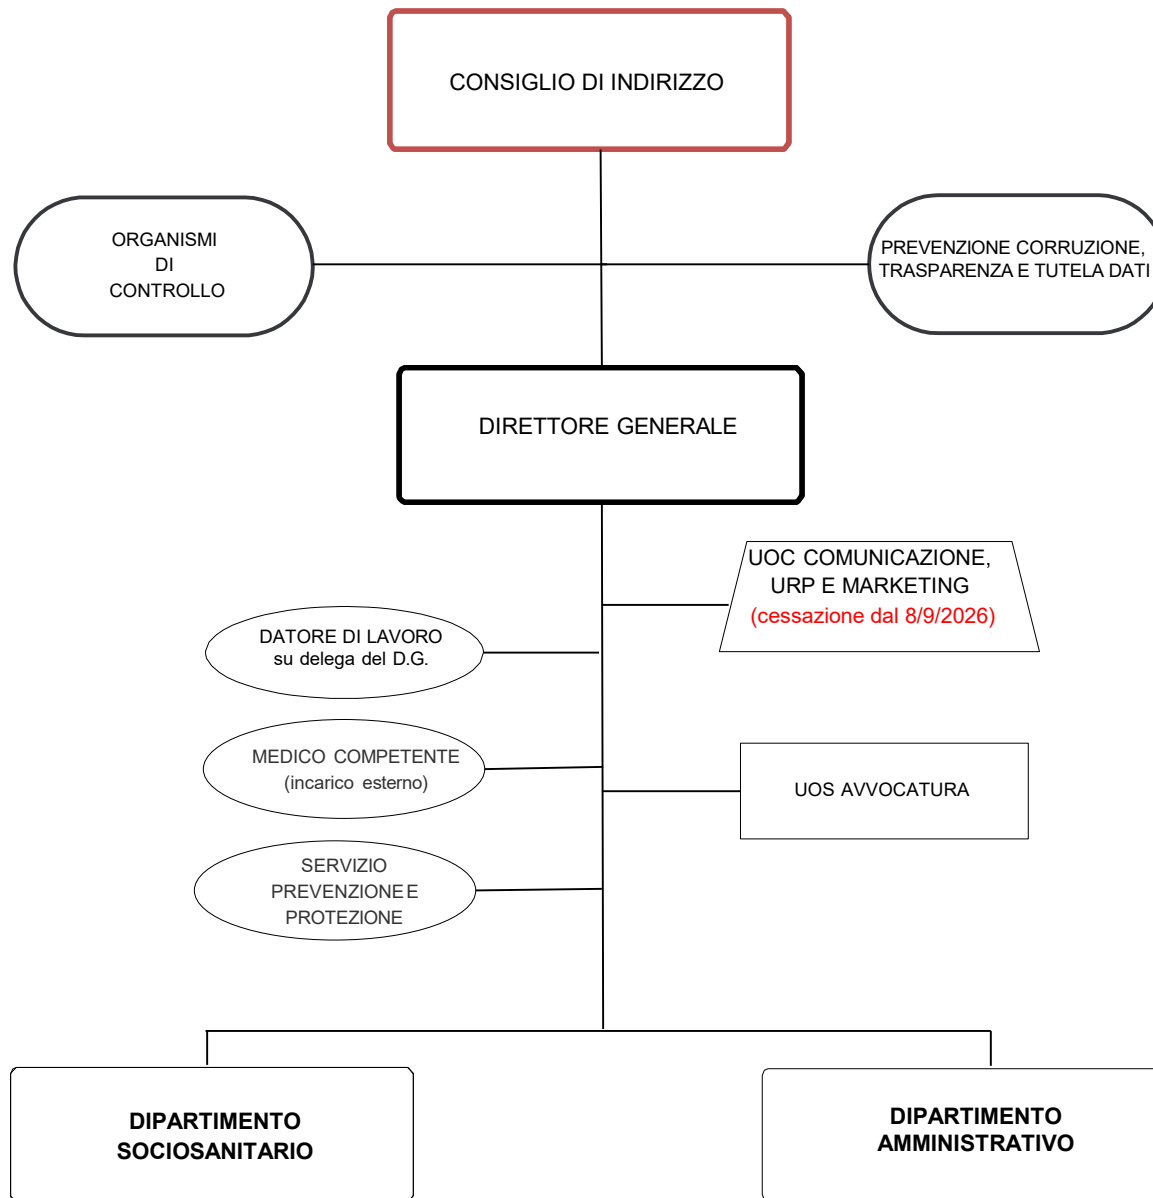 CONSIGLIO DI INDIRIZZO
ORGANISMI
DI
CONTROLLO
PREVENZIONE CORRUZIONE,
TRASPARENZA E TUTELA DATI
DIRETTORE GENERALE
UOC COMUNICAZIONE,
URP E MARKETING
(cessazione dal 8/9/2026)
DATORE DI LAVORO
su delega del D.G.
MEDICO COMPETENTE
(incarico esterno)
UOS AVVOCATURA
SERVIZIO
PREVENZIONE E
PROTEZIONE
DIPARTIMENTO
SOCIOSANITARIO
DIPARTIMENTO
AMMINISTRATIVO